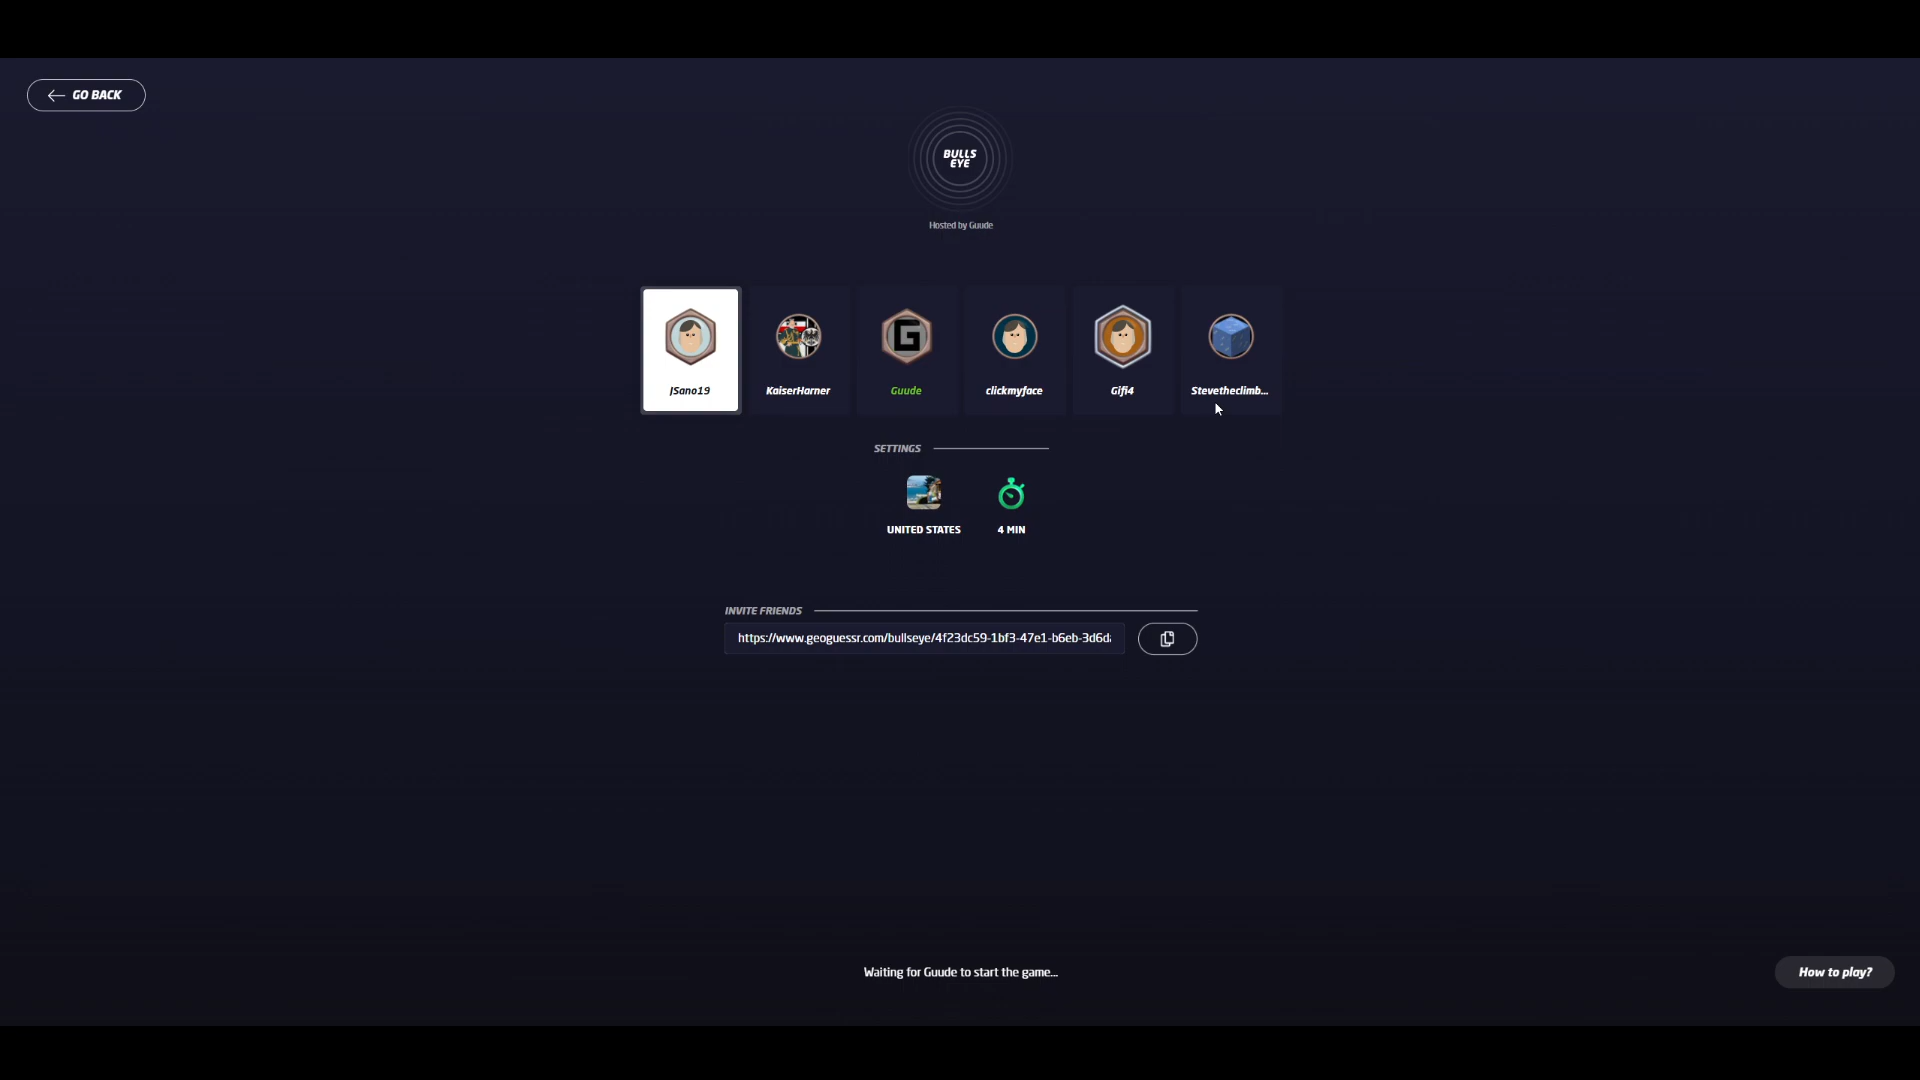 GO BACK
BULLS
EYE
Hosted by Guude
JSano19
KaiserHarner
G
Guude
clickmyface
Gifi4
Stevetheclimb...
SETTINGS
UNITED STATES
4 MIN
INVITE FRIENDS
https://www.geoguessr.com/bullseye/4f23dc59-1bf3-47e1-b6eb-3d6d
Waiting for Guude to start the game...
How to play?